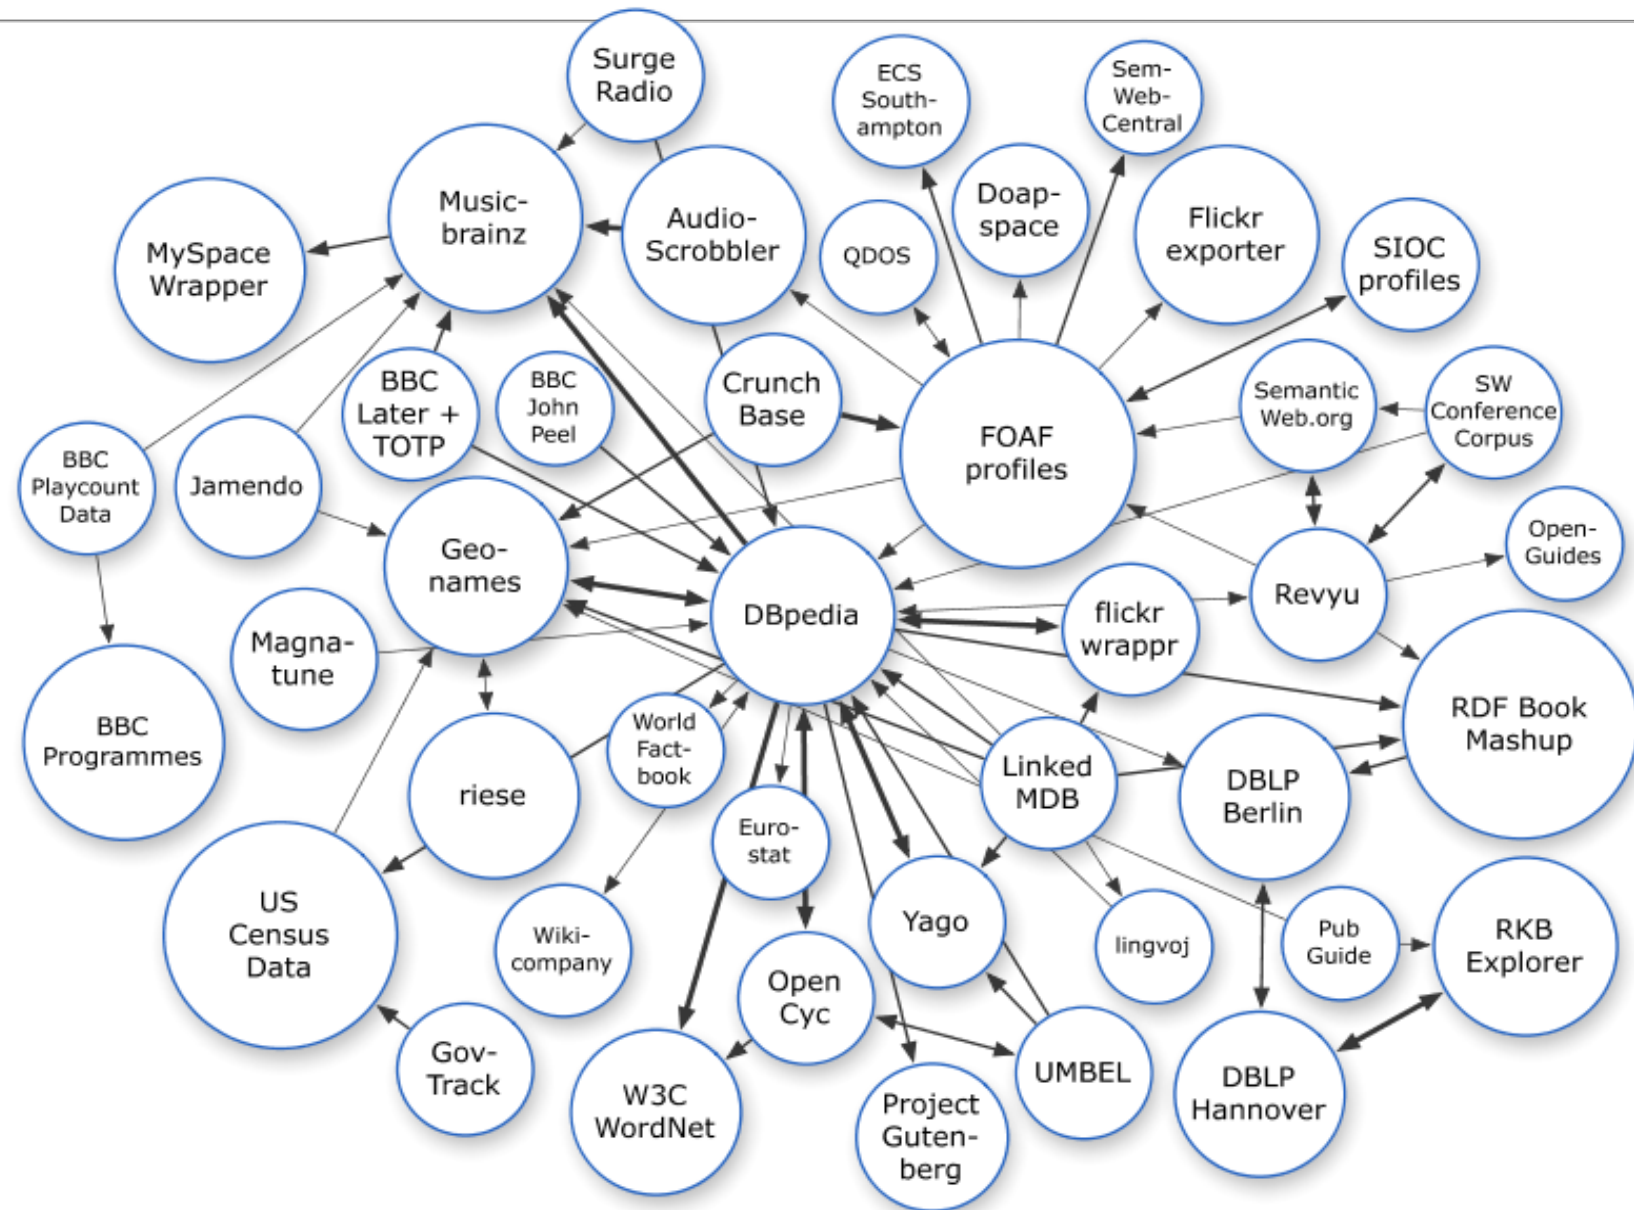 Surge
Radio
ECS
South-
ampton
Sem-
Web-
Central
Music-
brainz
Audio-
Scrobbler
Doap-
space
Flickr
exporter
MySpace
Wrapper
QDOS
SIOC
profiles
BBC
Later +
TOTP
BBC
John
Peel
Crunch
Base
FOAF
profiles
Semantic
Web.org
SW
Conference
Corpus
BBC
Playcount
Data
Jamendo
Geo-
names
DBpedia
flickr
wrappr
Revyu
Open-
Guides
Magna-
tune
BBC
Programmes
riese
World
Fact-
book
Linked
MDB
DBLP
Berlin
RDF Book
Mashup
Euro-
stat
US
Census
Data
Wiki-
company
Yago
lingvoj
Pub
Guide
RKB
Explorer
Open
Cyc
Gov-
Track
W3C
WordNet
Project
Guten-
berg
UMBEL
DBLP
Hannover